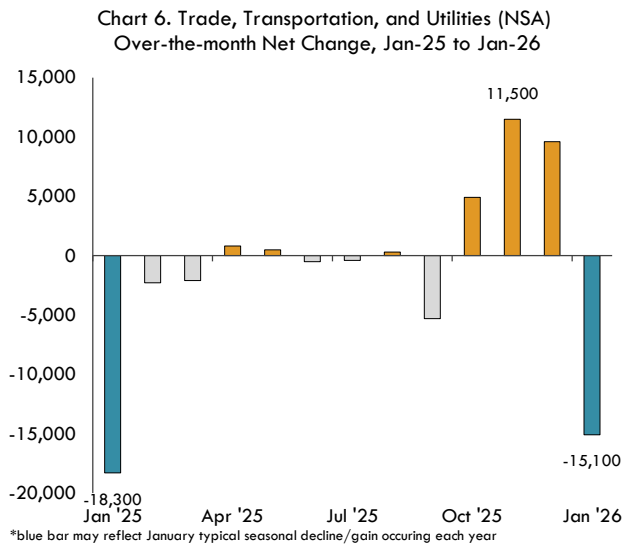 Chart 6. Trade, Transportation, and Utilities (NSA)
Over-the-month Net Change, Jan-25 to Jan-26
15,000
11,500
10,000
5,000
0
-5,000
-10,000
-15,000
-15,100
-20,000
-18,300
Jan '25 Apr '25 Jul '25 Oct '25 Jan '26
*blue bar may reflect January typical seasonal decline/gain occuring each year